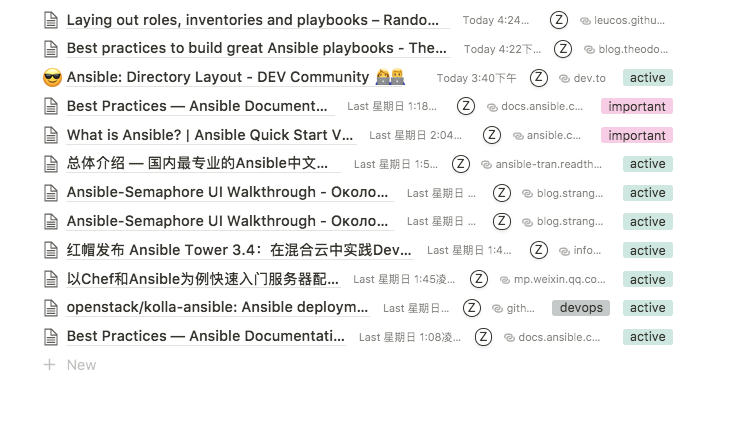 Laying out roles, inventories and playbooks – Rando... Today 4:24... Z leucos.githu...
Best practices to build great Ansible playbooks - The... Today 4:22下... Z blog.theodo...
Ansible: Directory Layout - DEV Community Today 3:40下午 Z dev.to active
Best Practices — Ansible Document... Last 星期日 1:18... Z docs.ansible.c... important
What is Ansible? | Ansible Quick Start V... Last 星期日 2:04... Z ansible.c... important
总体介绍 — 国内最专业的Ansible中文... Last 星期日 1:5... Z ansible-tran.readth... active
Ansible-Semaphore UI Walkthrough - Около... Last 星期日 ... Z blog.strang... active
Ansible-Semaphore UI Walkthrough - Около... Last 星期日 ... Z blog.strang... active
红帽发布 Ansible Tower 3.4：在混合云中实践Dev... Last 星期日 1:4... Z info... active
以Chef和Ansible为例快速入门服务器配... Last 星期日 1:45凌... Z mp.weixin.qq.co... active
openstack/kolla-ansible: Ansible deploym... Last 星期日... Z gith... devops active
Best Practices — Ansible Documentati... Last 星期日 1:08凌... Z docs.ansible.c... active
New